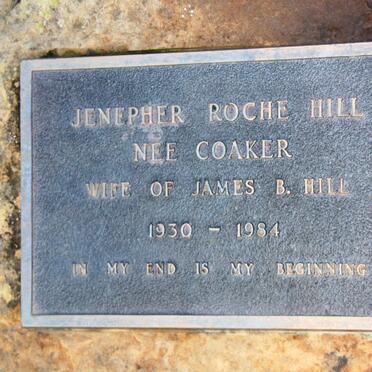 JENEPHER ROCHE HILL
NEE COAKER
WIFE OF JAMES B. HILL
1930 - 1984
IN MY END IS MY BEGINNING